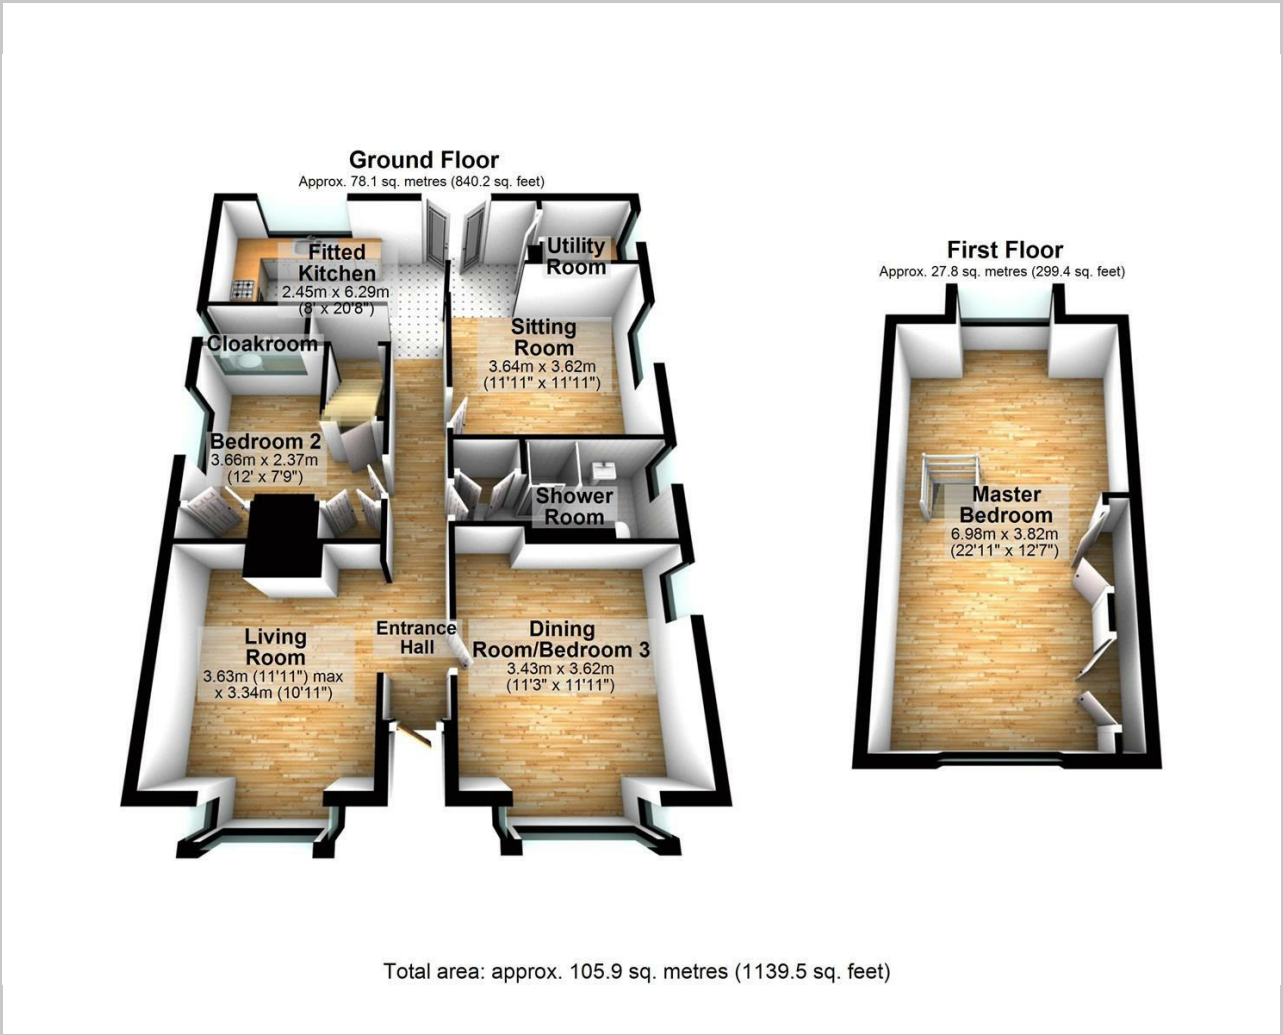 Ground Floor
Approx. 78.1 sq. metres (840.2 sq. feet)
Fitted
Kitchen
2.45m x 6.29m
(8' x 20'8")
Utility
Room
Cloakroom
Sitting
Room
3.64m x 3.62m
(11'11" x 11'11")
Bedroom 2
3.66m x 2.37m
(12' x 7'9")
Shower
Room
Living
Room
3.63m (11'11") max
x 3.34m (10'11")
Entrance
Hall
Dining
Room/Bedroom 3
3.43m x 3.62m
(11'3" x 11'11")
First Floor
Approx. 27.8 sq. metres (299.4 sq. feet)
Master
Bedroom
6.98m x 3.82m
(22'11" x 12'7")
Total area: approx. 105.9 sq. metres (1139.5 sq. feet)